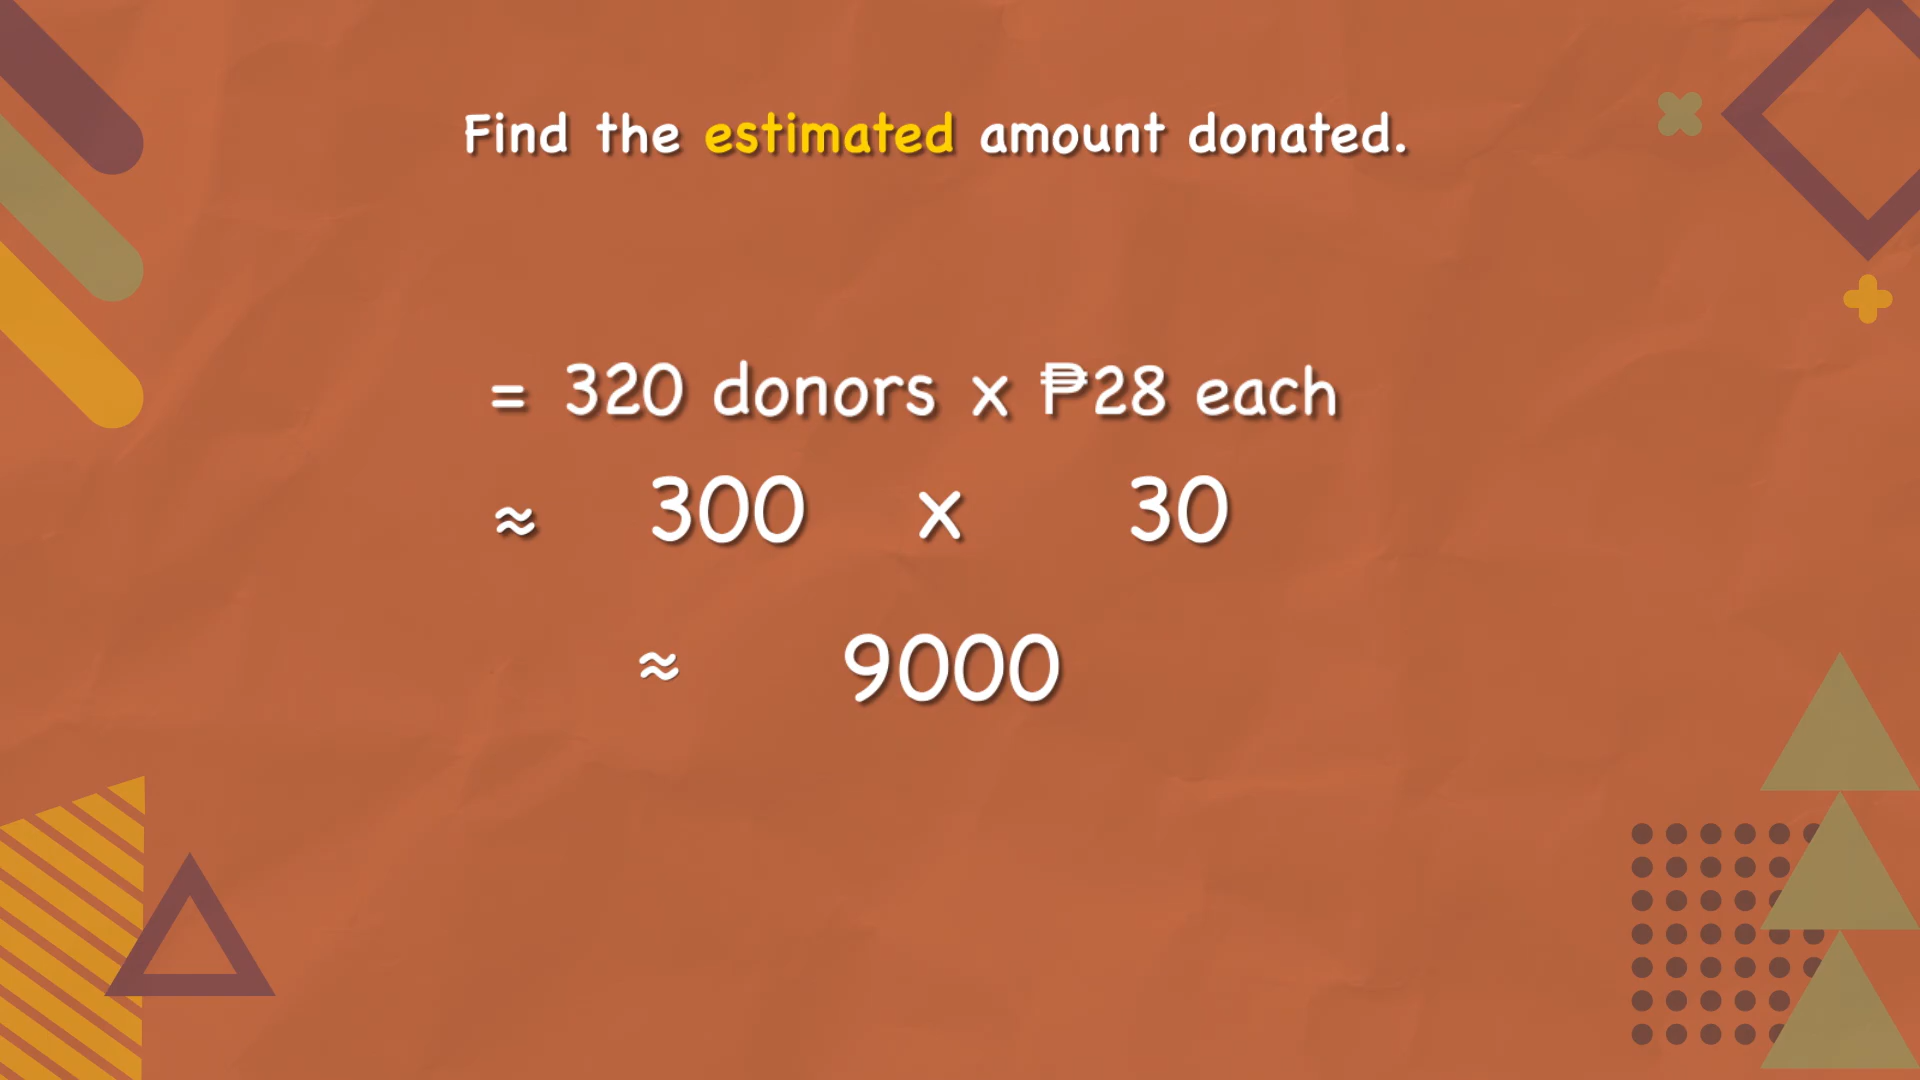 Find the estimated amount donated.
= 320 donors x ₱28 each
≈ 300 x 30
≈ 9000